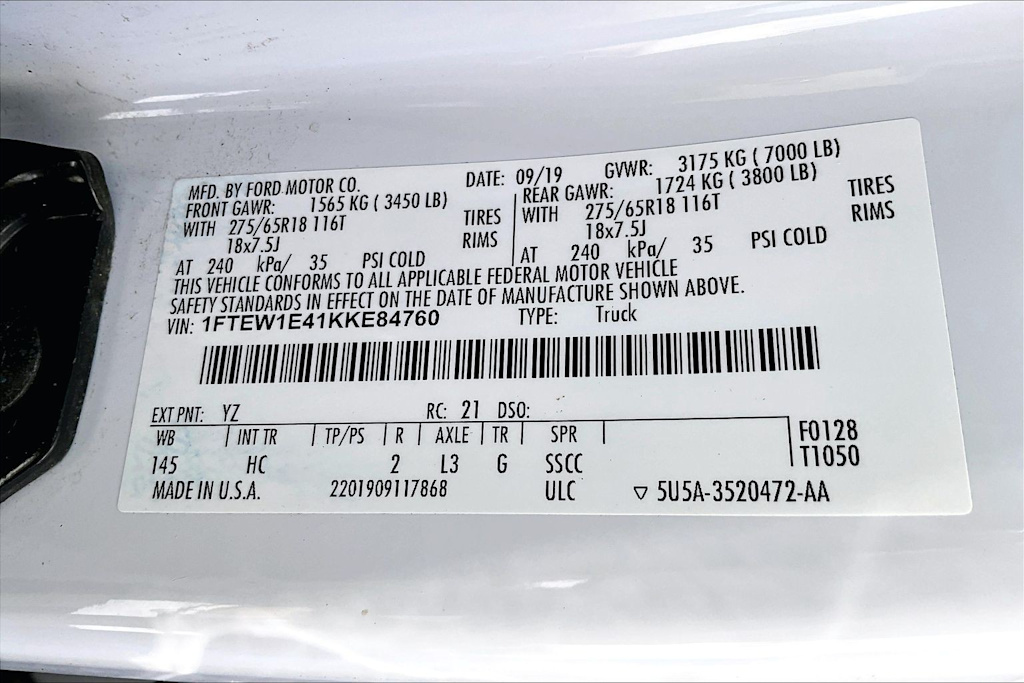 MFD. BY FORD MOTOR CO. DATE: 09/19 GVWR: 3175 KG ( 7000 LB)
FRONT GAWR: 1565 KG ( 3450 LB) REAR GAWR: 1724 KG ( 3800 LB)
WITH 275/65R18 116T TIRES WITH 275/65R18 116T TIRES
18x7.5J RIMS 18x7.5J RIMS
AT 240 kPa/ 35 PSI COLD AT 240 kPa/ 35 PSI COLD
THIS VEHICLE CONFORMS TO ALL APPLICABLE FEDERAL MOTOR VEHICLE
SAFETY STANDARDS IN EFFECT ON THE DATE OF MANUFACTURE SHOWN ABOVE.
VIN: 1FTEW1E41KKE84760 TYPE: Truck
EXT PNT: YZ RC: 21 DSO:
WB INT TR TP/PS R AXLE TR SPR F0128
145 HC 2 L3 G SSCC T1050
MADE IN U.S.A. 2201909117868 ULC ▽ 5U5A-3520472-AA